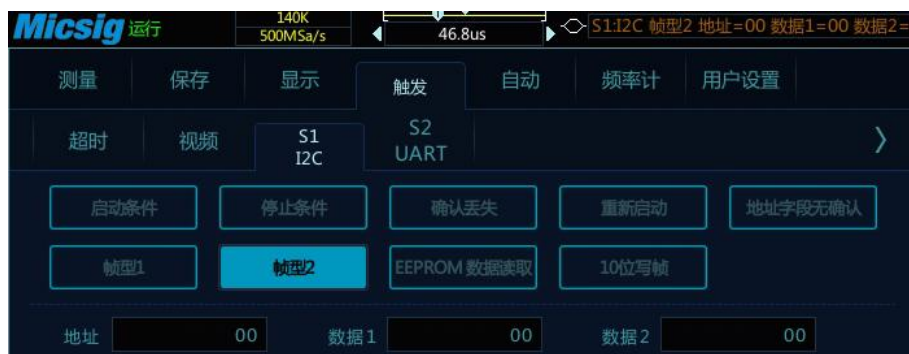 Micsig 运行 140K 500MSa/s 46.8us S1:I2C 帧型2 地址=00 数据1=00 数据2=
测量 保存 显示 触发 自动 频率计 用户设置
超时 视频 S1 I2C S2 UART
启动条件 停止条件 确认丢失 重新启动 地址字段无确认
帧型1 帧型2 EEPROM 数据读取 10位写帧
地址 00 数据1 00 数据2 00